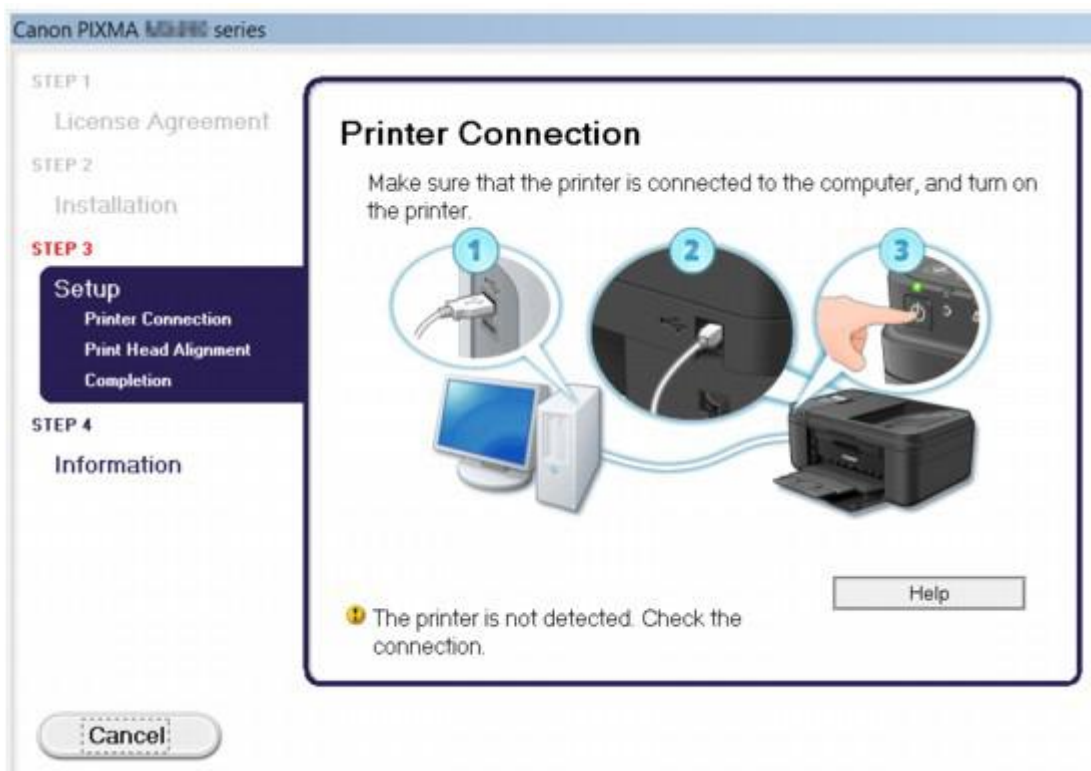 Canon PIXMA series
STEP 1
License Agreement
STEP 2
Installation
STEP 3
Setup
Printer Connection
Print Head Alignment
Completion
STEP 4
Information
Printer Connection
Make sure that the printer is connected to the computer, and turn on
the printer.
1
2
3
Help
The printer is not detected. Check the
connection.
Cancel